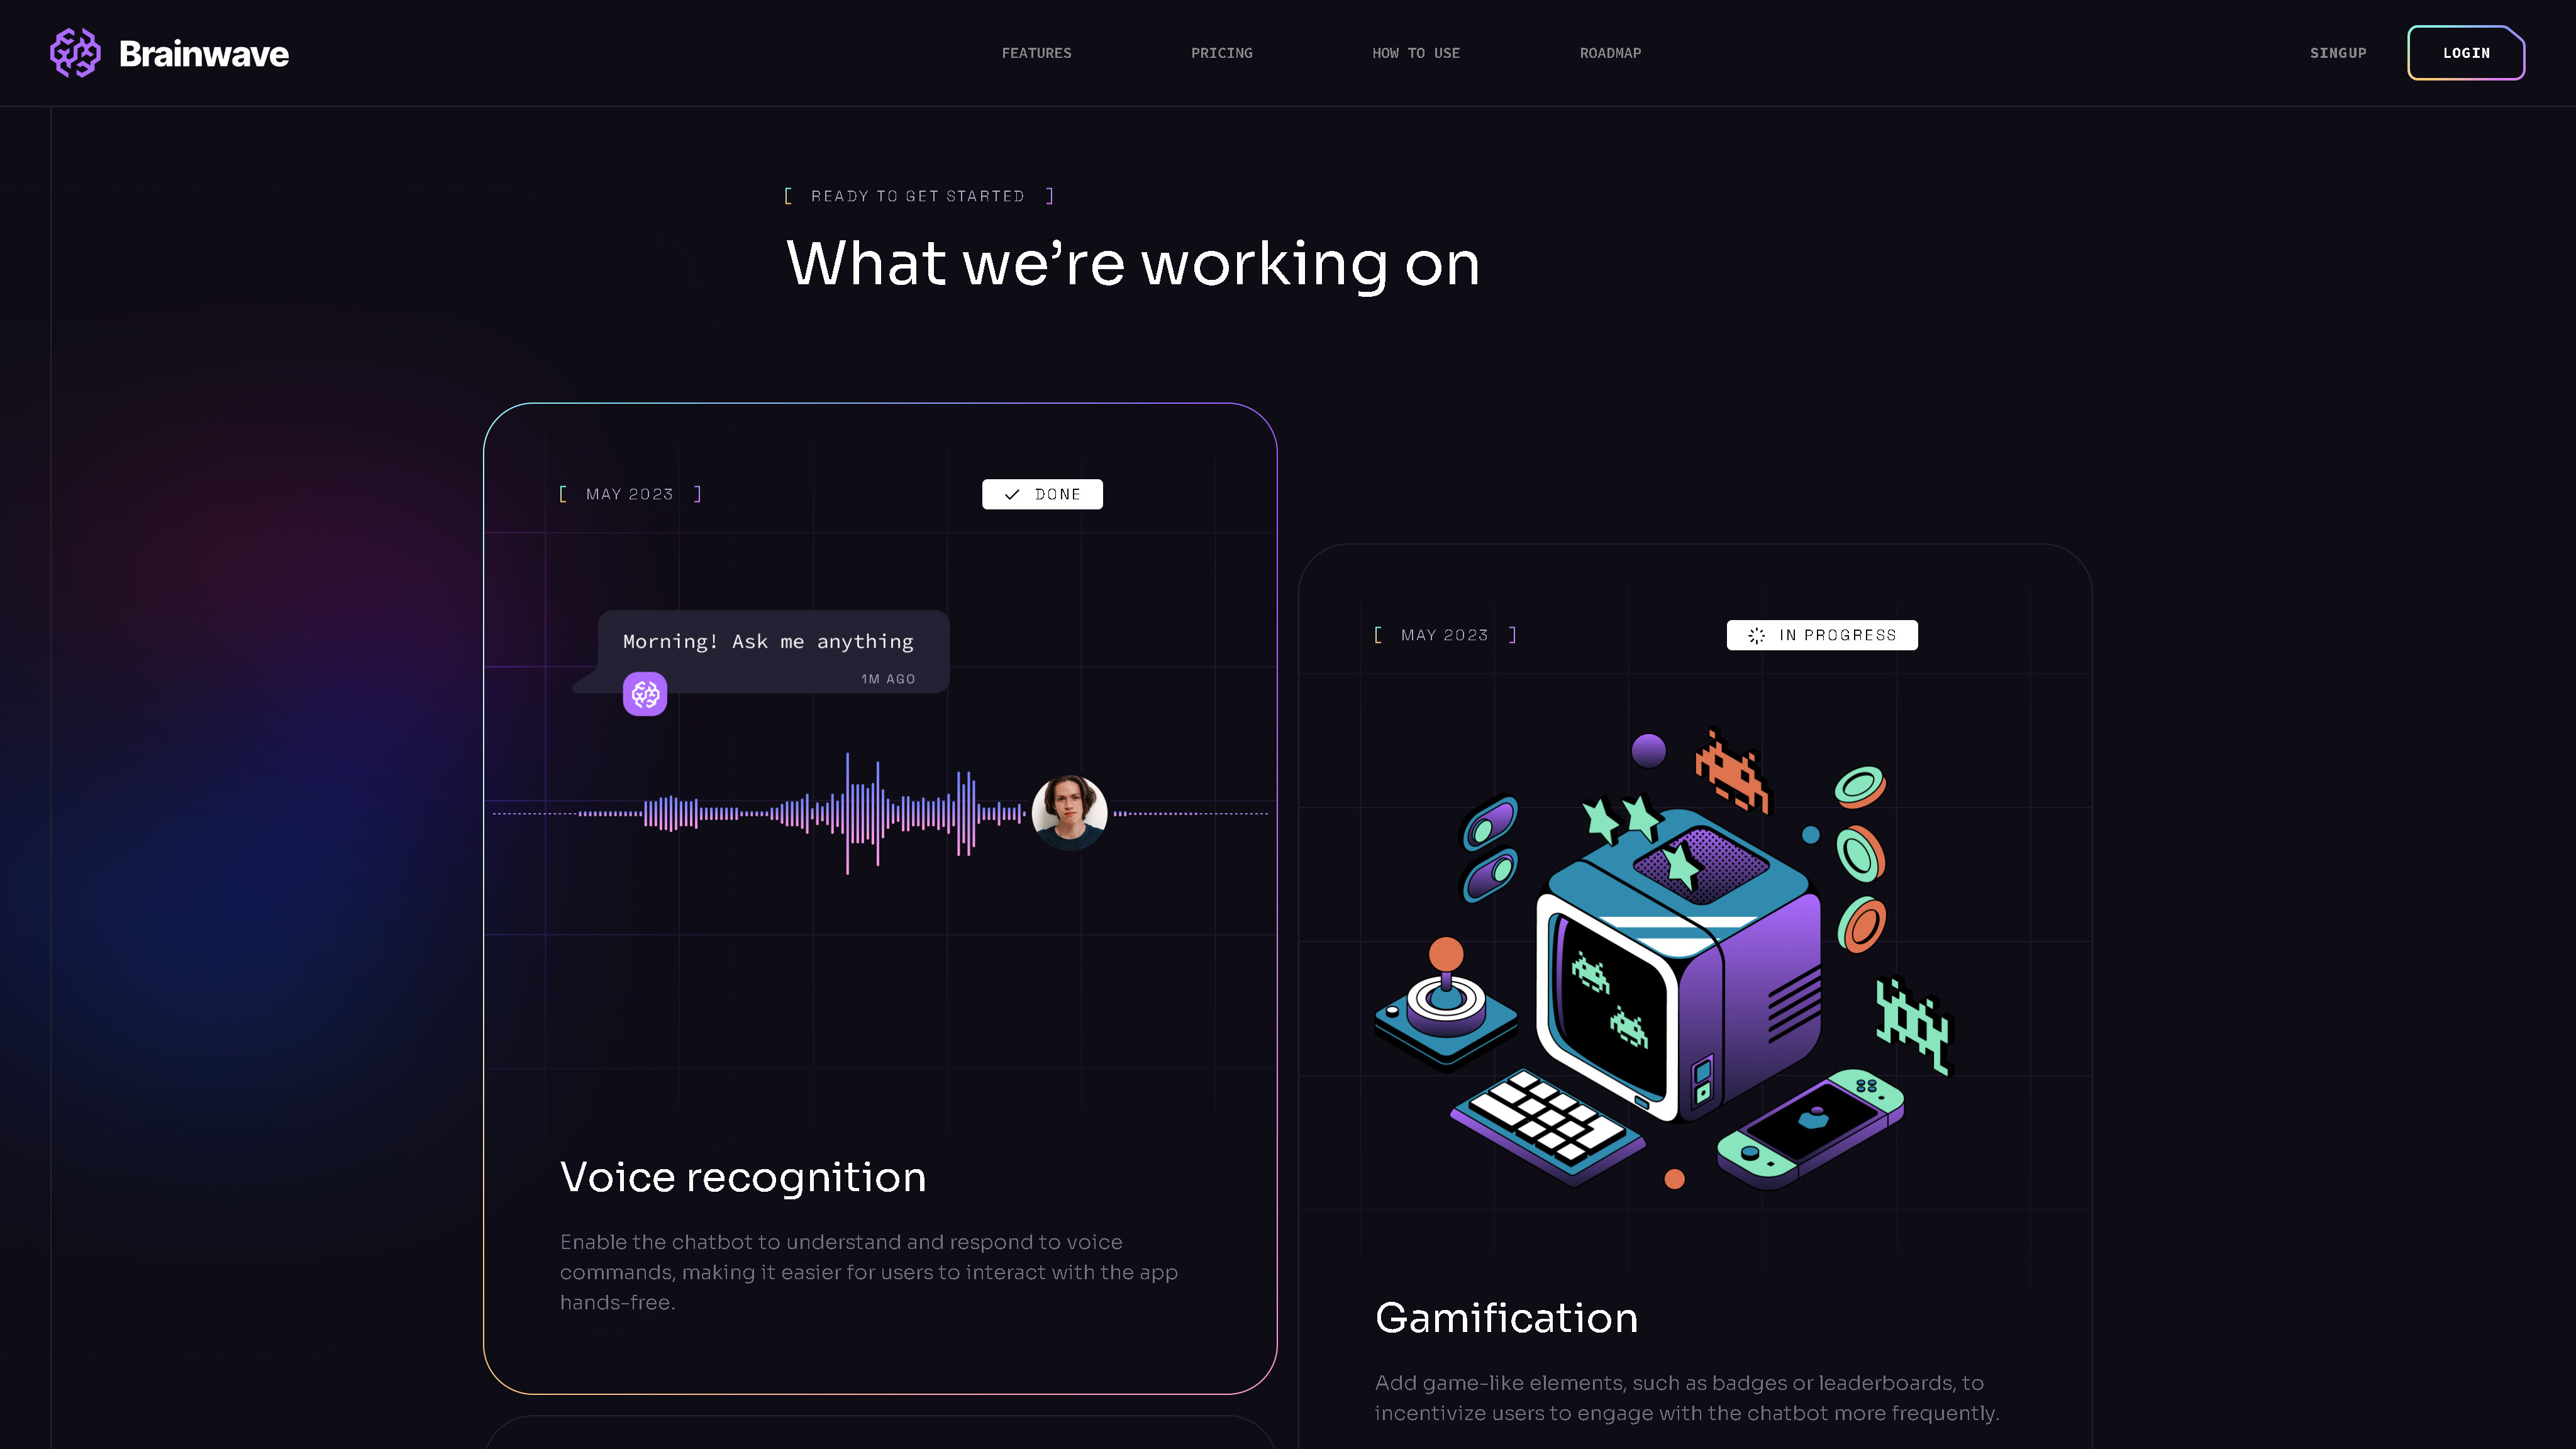 Brainwave
FEATURES
PRICING
HOW TO USE
ROADMAP
SINGUP
LOGIN
[ READY TO GET STARTED ]
What we’re working on
[ MAY 2023 ]
DONE
Morning! Ask me anything
1M AGO
Voice recognition
Enable the chatbot to understand and respond to voice
commands, making it easier for users to interact with the app
hands-free.
[ MAY 2023 ]
IN PROGRESS
Gamification
Add game-like elements, such as badges or leaderboards, to
incentivize users to engage with the chatbot more frequently.